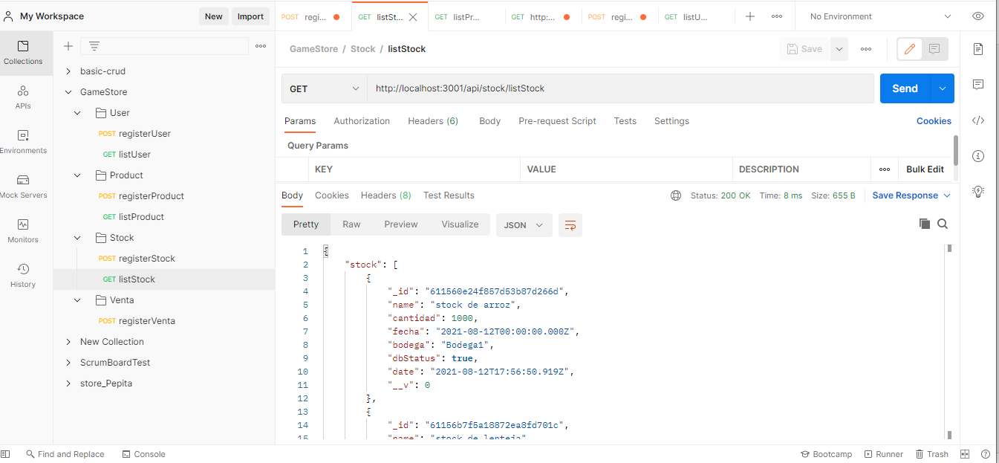 My Workspace New Import POST regi... GET listSt... GET listPr... GET http:... POST regi... GET listU... No Environment
Collections
APIs
Environments
Mock Servers
Monitors
History
basic-crud
GameStore
User
POST registerUser
GET listUser
Product
POST registerProduct
GET listProduct
Stock
POST registerStock
GET listStock
Venta
POST registerVenta
New Collection
ScrumBoardTest
store_Pepita
GameStore / Stock / listStock Save
GET http://localhost:3001/api/stock/listStock Send
Params Authorization Headers (6) Body Pre-request Script Tests Settings Cookies
Query Params
KEY VALUE DESCRIPTION Bulk Edit
Body Cookies Headers (8) Test Results Status: 200 OK Time: 8 ms Size: 655 B Save Response
Pretty Raw Preview Visualize JSON
1 {
2 "stock": [
3 {
4 "_id": "611560e24f857d53b87d266d",
5 "name": "stock de arroz",
6 "cantidad": 1000,
7 "fecha": "2021-08-12T00:00:00.000Z",
8 "bodega": "Bodega1",
9 "dbStatus": true,
10 "date": "2021-08-12T17:56:50.919Z",
11 "__v": 0
12 },
13 {
14 "_id": "61156b7f5a18872ea8fd701c",
15 "name": "stock de lenteja"
Find and Replace Console Bootcamp Runner Trash